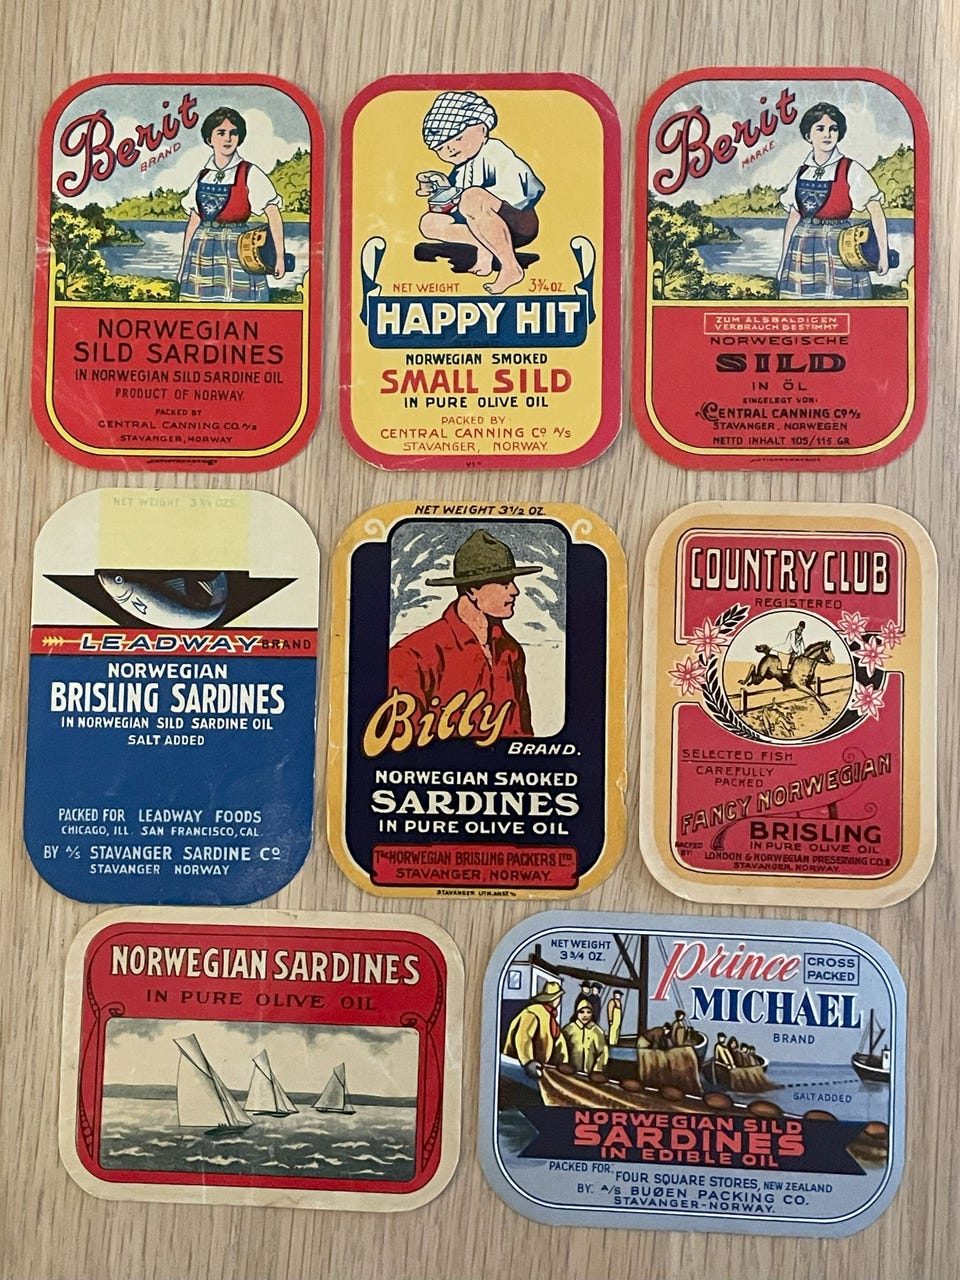 Berit
BRAND
NORWEGIAN
SILD SARDINES
IN NORWEGIAN SILD SARDINE OIL
PRODUCT OF NORWAY.
PACKED BY
CENTRAL CANNING CO. A/S
STAVANGER, NORWAY
NET WEIGHT 3¾ OZ.
HAPPY HIT
NORWEGIAN SMOKED
SMALL SILD
IN PURE OLIVE OIL
PACKED BY:
CENTRAL CANNING Co A/S
STAVANGER, NORWAY.
Berit
MARKE
ZUM ALSBALDIGEN
VERBRAUCH BESTIMMT
NORWEGISCHE
SILD
IN ÖL
EINGELEGT VON:
CENTRAL CANNING Co A/S
STAVANGER, NORWEGEN
NETTO INHALT 105/115 GR
NET WEIGHT 3 3/4 OZS.
LEADWAY BRAND
NORWEGIAN
BRISLING SARDINES
IN NORWEGIAN SILD SARDINE OIL
SALT ADDED
PACKED FOR LEADWAY FOODS
CHICAGO, ILL. SAN FRANCISCO, CAL.
BY A/S STAVANGER SARDINE Co
STAVANGER NORWAY
NET WEIGHT 3 1/2 OZ.
Billy
BRAND.
NORWEGIAN SMOKED
SARDINES
IN PURE OLIVE OIL
THE NORWEGIAN BRISLING PACKERS LTD.
STAVANGER, NORWAY.
COUNTRY CLUB
REGISTERED
SELECTED FISH
CAREFULLY
PACKED
FANCY NORWEGIAN
BRISLING
IN PURE OLIVE OIL
PACKED
BY:
LONDON & NORWEGIAN PRESERVING CO.
STAVANGER, NORWAY.
NORWEGIAN SARDINES
IN PURE OLIVE OIL
NET WEIGHT
3 3/4 OZ.
Prince
CROSS
PACKED
MICHAEL
BRAND
SALT ADDED
NORWEGIAN SILD
SARDINES
IN EDIBLE OIL
PACKED FOR: FOUR SQUARE STORES, NEW ZEALAND
BY: A/S BUØEN PACKING CO.
STAVANGER-NORWAY.